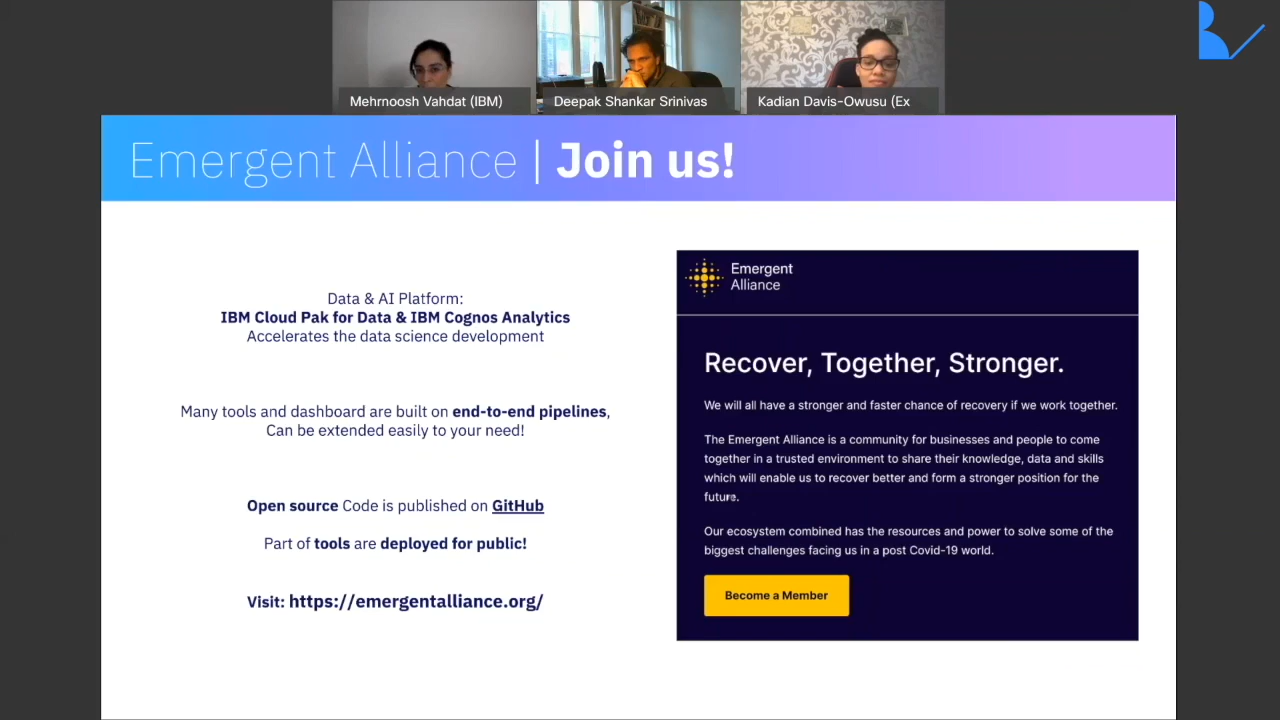 Mehrnoosh Vahdat (IBM)
Deepak Shankar Srinivas
Kadian Davis-Owusu (Ex
Emergent Alliance | Join us!
Data & AI Platform:
IBM Cloud Pak for Data & IBM Cognos Analytics
Accelerates the data science development
Many tools and dashboard are built on end-to-end pipelines,
Can be extended easily to your need!
Open source Code is published on GitHub
Part of tools are deployed for public!
Visit: https://emergentalliance.org/
Emergent
Alliance
Recover, Together, Stronger.
We will all have a stronger and faster chance of recovery if we work together.
The Emergent Alliance is a community for businesses and people to come
together in a trusted environment to share their knowledge, data and skills
which will enable us to recover better and form a stronger position for the
future.
Our ecosystem combined has the resources and power to solve some of the
biggest challenges facing us in a post Covid-19 world.
Become a Member